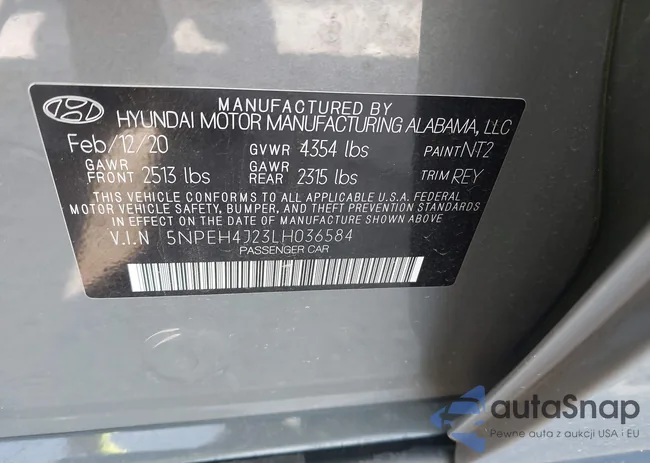 MANUFACTURED BY
HYUNDAI MOTOR MANUFACTURING ALABAMA, LLC
Feb/12/20 GVWR 4354 lbs PAINT NT2
GAWR FRONT 2513 lbs GAWR REAR 2315 lbs TRIM REY
THIS VEHICLE CONFORMS TO ALL APPLICABLE U.S.A. FEDERAL
MOTOR VEHICLE SAFETY, BUMPER, AND THEFT PREVENTION STANDARDS
IN EFFECT ON THE DATE OF MANUFACTURE SHOWN ABOVE
V.I.N 5NPEH4J23LH036584
PASSENGER CAR
autoSnap
Pewne auta z aukcji USA i EU